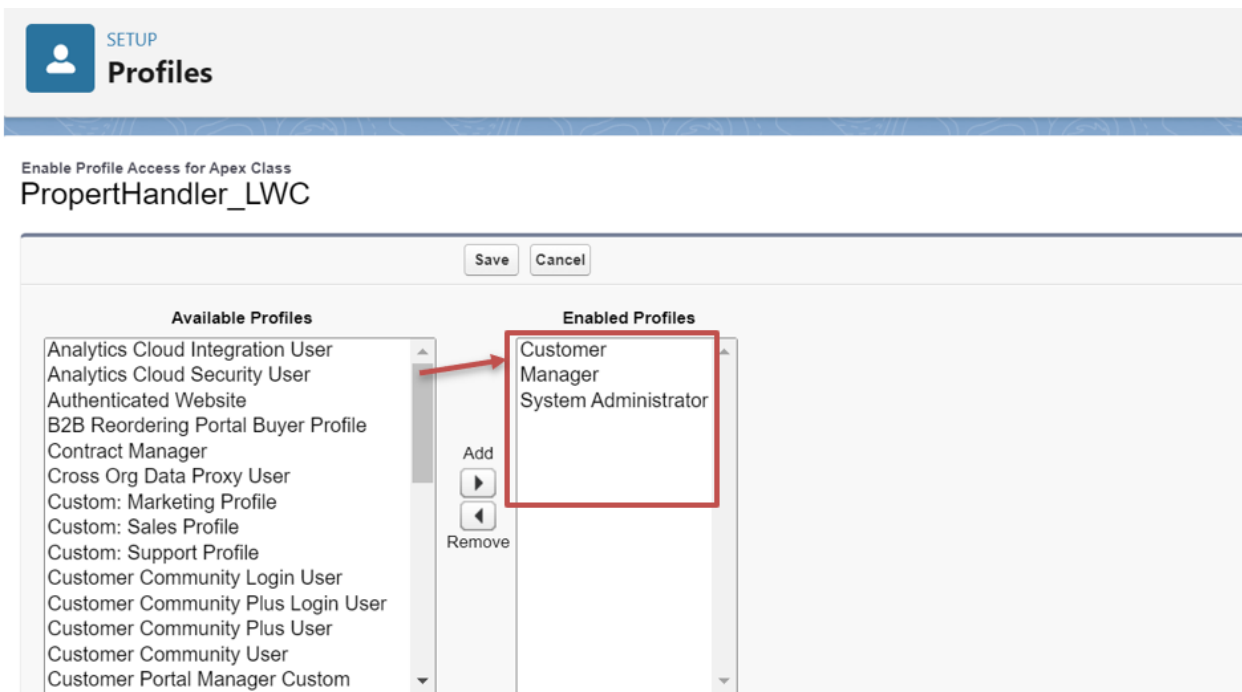 SETUP
Profiles
Enable Profile Access for Apex Class
PropertHandler_LWC
Save Cancel
Available Profiles
Analytics Cloud Integration User
Analytics Cloud Security User
Authenticated Website
B2B Reordering Portal Buyer Profile
Contract Manager
Cross Org Data Proxy User
Custom: Marketing Profile
Custom: Sales Profile
Custom: Support Profile
Customer Community Login User
Customer Community Plus Login User
Customer Community Plus User
Customer Community User
Customer Portal Manager Custom
Add
Remove
Enabled Profiles
Customer
Manager
System Administrator